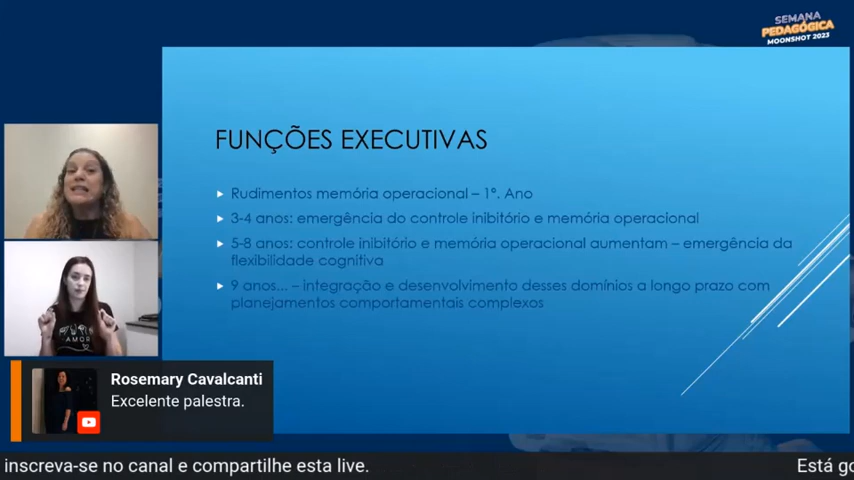 SEMANA
PEDAGÓGICA
MOONSHOT 2023
FUNÇÕES EXECUTIVAS
Rudimentos memória operacional – 1º. Ano
3-4 anos: emergência do controle inibitório e memória operacional
5-8 anos: controle inibitório e memória operacional aumentam – emergência da
flexibilidade cognitiva
9 anos... – integração e desenvolvimento desses domínios a longo prazo com
planejamentos comportamentais complexos
AMOR
Rosemary Cavalcanti
Excelente palestra.
inscreva-se no canal e compartilhe esta live.
Está go